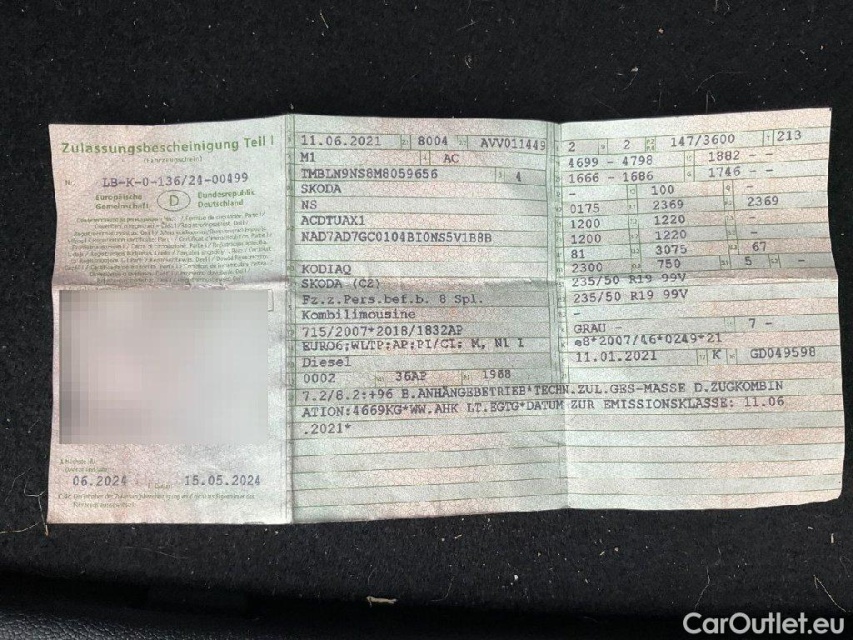 Zulassungsbescheinigung Teil I
(Fahrzeugschein)
Nr. LB-K-0-136/24-00499
Europäische Gemeinschaft D Bundesrepublik Deutschland
06.2024 15.05.2024
11.06.2021 8004 AVV011449
M1 AC
TMBLN9NS8M8059656 4
SKODA
NS
ACDTUAX1
NAD7AD7GC0104BI0NS5V1B8B
KODIAQ
SKODA (CZ)
Fz.z.Pers.bef.b. 8 Spl.
Kombilimousine
715/2007*2018/1832AP
EURO6;WLTP;AP;PI/CI; M, N1 I
Diesel
0002 36AP 1968
7.2/8.2:+96 B.ANHÄNGEBETRIEB*TECHN.ZUL.GES-MASSE D.ZUGKOMBIN
ATION:4669KG*WW.AHK LT.EGTG*DATUM ZUR EMISSIONSKLASSE: 11.06
.2021*
2 2 147/3600 213
4699 - 4798 1882 - -
1666 - 1686 1746 - -
- 100 -
0175 2369 2369
1200 1220 -
1200 1220 -
81 3075 67
2300 750 5 -
235/50 R19 99V
235/50 R19 99V
-
GRAU - 7 -
e8*2007/46*0249*21
11.01.2021 K GD049598
CarOutlet.eu